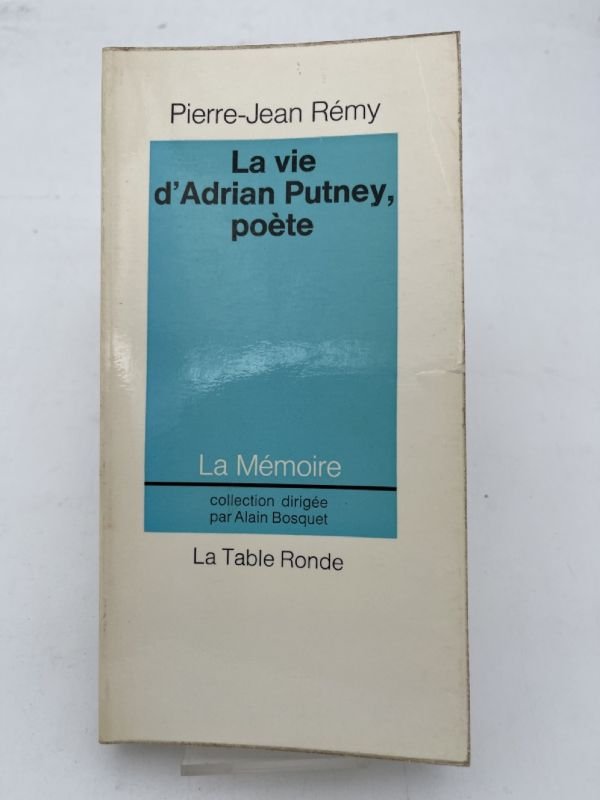 Pierre-Jean Rémy
La vie
d'Adrian Putney,
poète
La Mémoire
collection dirigée
par Alain Bosquet
La Table Ronde